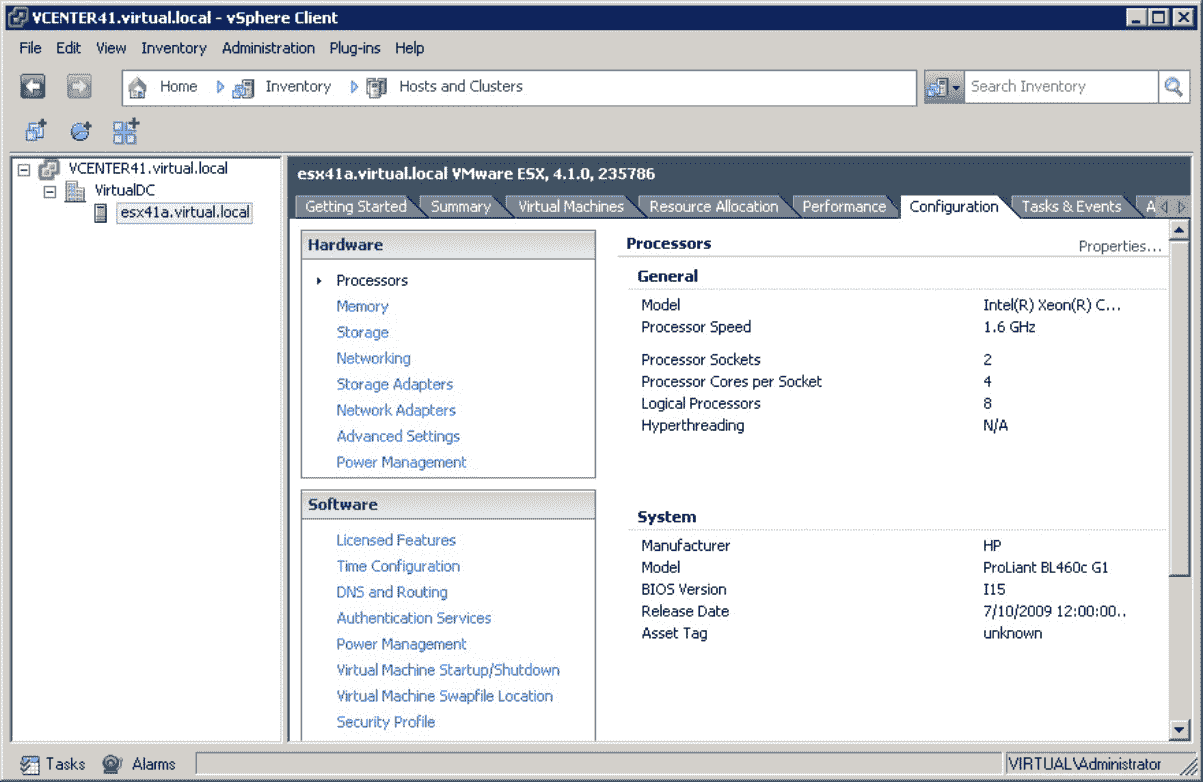 VCENTER41.virtual.local - vSphere Client
File Edit View Inventory Administration Plug-ins Help
Home Inventory Hosts and Clusters Search Inventory
VCENTER41.virtual.local
VirtualDC
esx41a.virtual.local
esx41a.virtual.local VMware ESX, 4.1.0, 235786
Getting Started Summary Virtual Machines Resource Allocation Performance Configuration Tasks & Events A
Hardware
Processors
Memory
Storage
Networking
Storage Adapters
Network Adapters
Advanced Settings
Power Management
Software
Licensed Features
Time Configuration
DNS and Routing
Authentication Services
Power Management
Virtual Machine Startup/Shutdown
Virtual Machine Swapfile Location
Security Profile
Processors Properties...
General
Model Intel(R) Xeon(R) C...
Processor Speed 1.6 GHz
Processor Sockets 2
Processor Cores per Socket 4
Logical Processors 8
Hyperthreading N/A
System
Manufacturer HP
Model ProLiant BL460c G1
BIOS Version I15
Release Date 7/10/2009 12:00:00..
Asset Tag unknown
Tasks Alarms VIRTUAL\Administrator